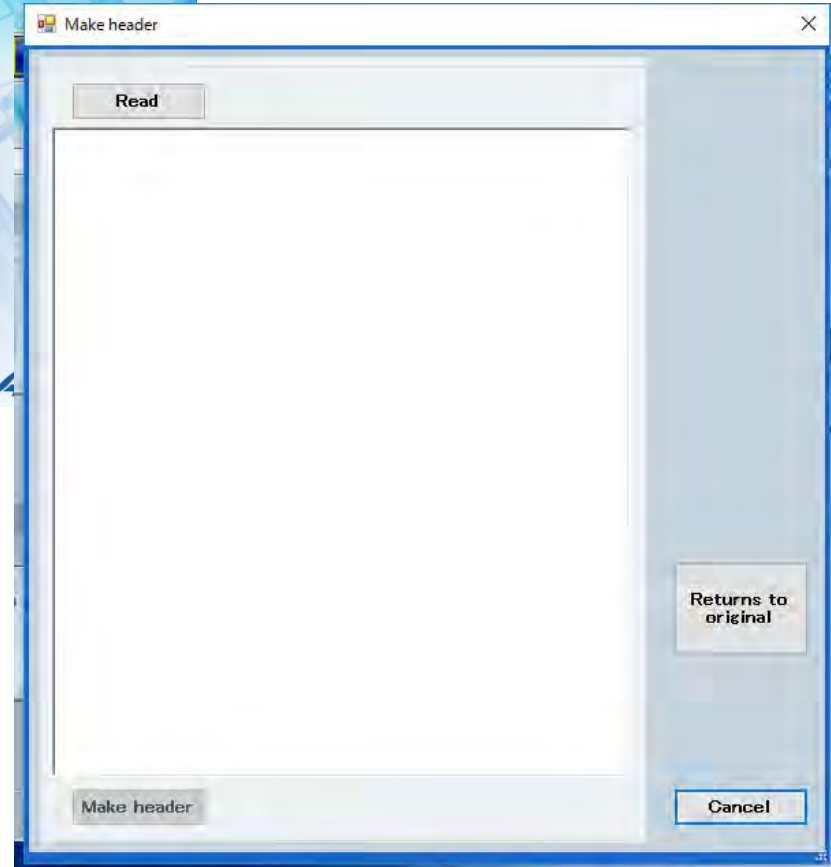 Make header
Read
Returns to
original
Make header
Cancel